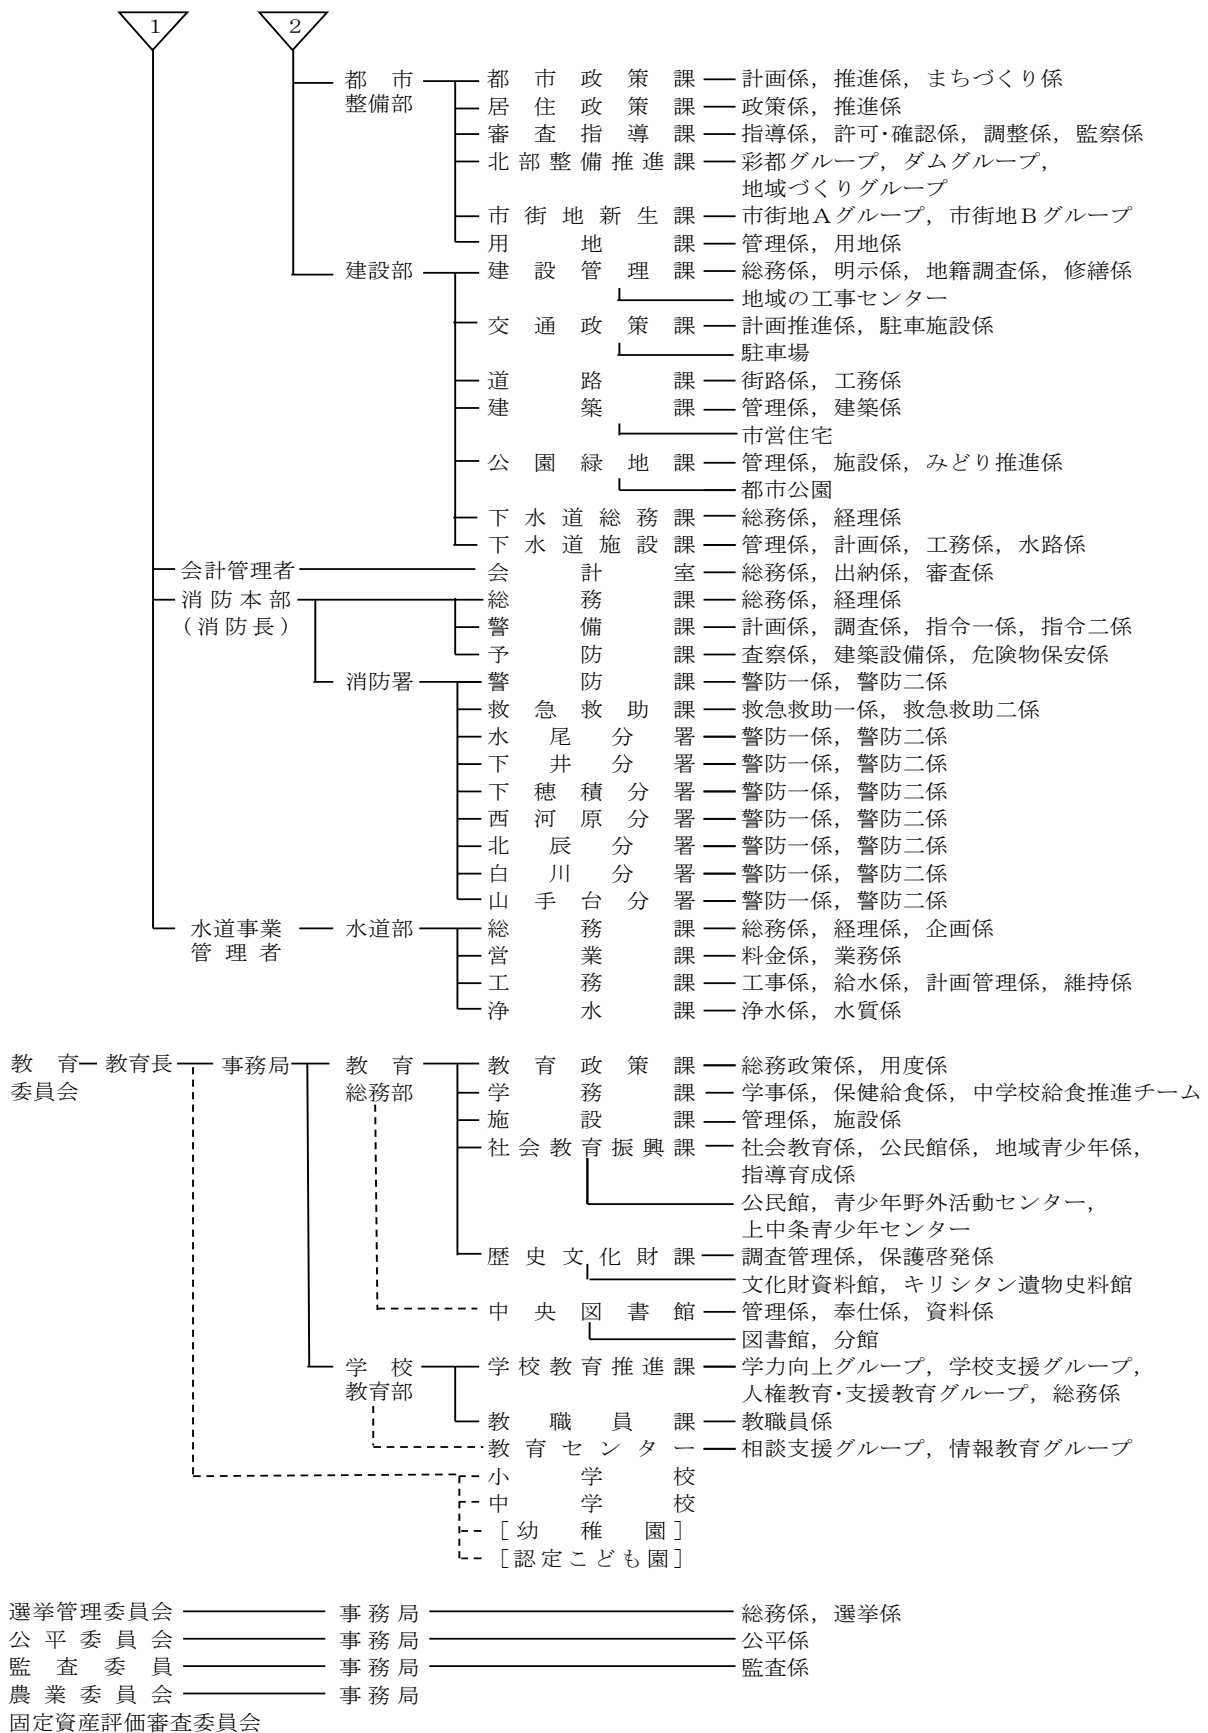 1 2
都市 都市政策課 計画係，推進係，まちづくり係
整備部
居住政策課 政策係，推進係
審査指導課 指導係，許可・確認係，調整係，監察係
北部整備推進課 彩都グループ，ダムグループ，
地域づくりグループ
市街地新生課 市街地Ａグループ，市街地Ｂグループ
用地課 管理係，用地係
建設部 建設管理課 総務係，明示係，地籍調査係，修繕係
地域の工事センター
交通政策課 計画推進係，駐車施設係
駐車場
道路課 街路係，工務係
建築課 管理係，建築係
市営住宅
公園緑地課 管理係，施設係，みどり推進係
都市公園
下水道総務課 総務係，経理係
下水道施設課 管理係，計画係，工務係，水路係
会計管理者 会計室 総務係，出納係，審査係
消防本部 総務課 総務係，経理係
（消防長） 警備課 計画係，調査係，指令一係，指令二係
予防課 査察係，建築設備係，危険物保安係
消防署 警防課 警防一係，警防二係
救急救助課 救急救助一係，救急救助二係
水尾分署 警防一係，警防二係
下井分署 警防一係，警防二係
下穂積分署 警防一係，警防二係
西河原分署 警防一係，警防二係
北辰分署 警防一係，警防二係
白川分署 警防一係，警防二係
山手台分署 警防一係，警防二係
水道事業 水道部 総務課 総務係，経理係，企画係
管理者 営業課 料金係，業務係
工務課 工事係，給水係，計画管理係，維持係
浄水課 浄水係，水質係
教育 教育長 事務局 教育 教育政策課 総務政策係，用度係
委員会 総務部 学務課 学事係，保健給食係，中学校給食推進チーム
施設課 管理係，施設係
社会教育振興課 社会教育係，公民館係，地域青少年係，
指導育成係
公民館，青少年野外活動センター，
上中条青少年センター
歴史文化財課 調査管理係，保護啓発係
文化財資料館，キリシタン遺物史料館
中央図書館 管理係，奉仕係，資料係
図書館，分館
学校 学校教育推進課 学力向上グループ，学校支援グループ，
教育部 人権教育・支援教育グループ，総務係
教職員課 教職員係
教育センター 相談支援グループ，情報教育グループ
小学校
中学校
［幼稚園］
［認定こども園］
選挙管理委員会 事務局 総務係，選挙係
公平委員会 事務局 公平係
監査委員 事務局 監査係
農業委員会 事務局
固定資産評価審査委員会